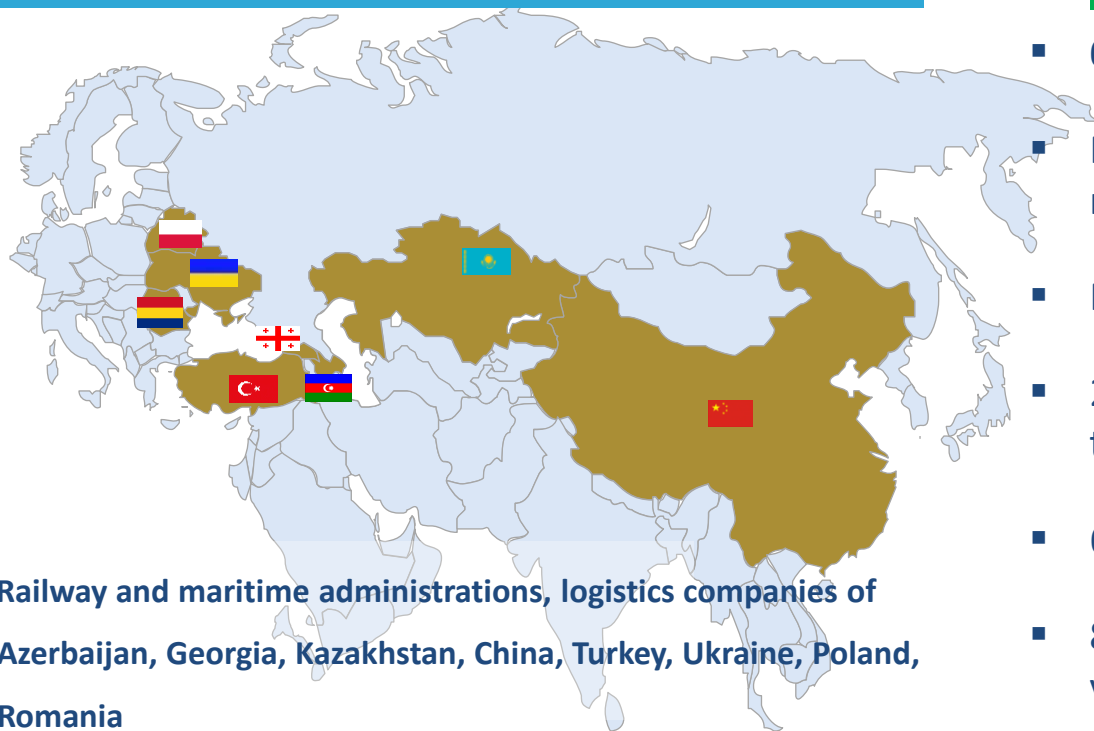 Railway and maritime administrations, logistics companies of
Azerbaijan, Georgia, Kazakhstan, China, Turkey, Ukraine, Poland,
Romania